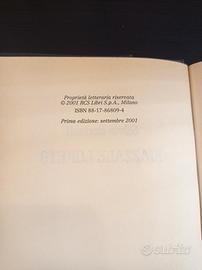 Proprietà letteraria riservata
© 2001 RCS Libri S.p.A., Milano
ISBN 88-17-86809-4
Prima edizione: settembre 2001
subito